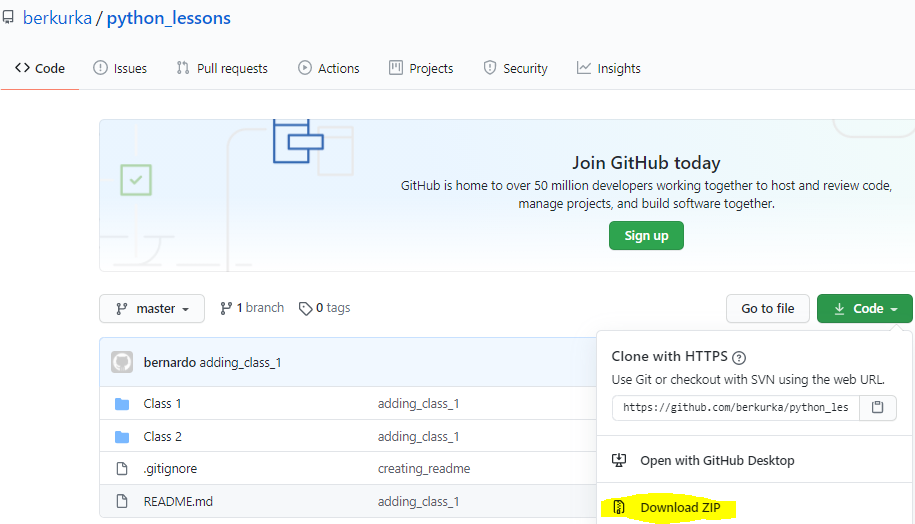 berkurka / python_lessons
Code Issues Pull requests Actions Projects Security Insights
Join GitHub today
GitHub is home to over 50 million developers working together to host and review code,
manage projects, and build software together.
Sign up
master 1 branch 0 tags Go to file Code
Clone with HTTPS
Use Git or checkout with SVN using the web URL.
https://github.com/berkurka/python_les
Open with GitHub Desktop
Download ZIP
bernardo adding_class_1
Class 1 adding_class_1
Class 2 adding_class_1
.gitignore creating_readme
README.md adding_class_1